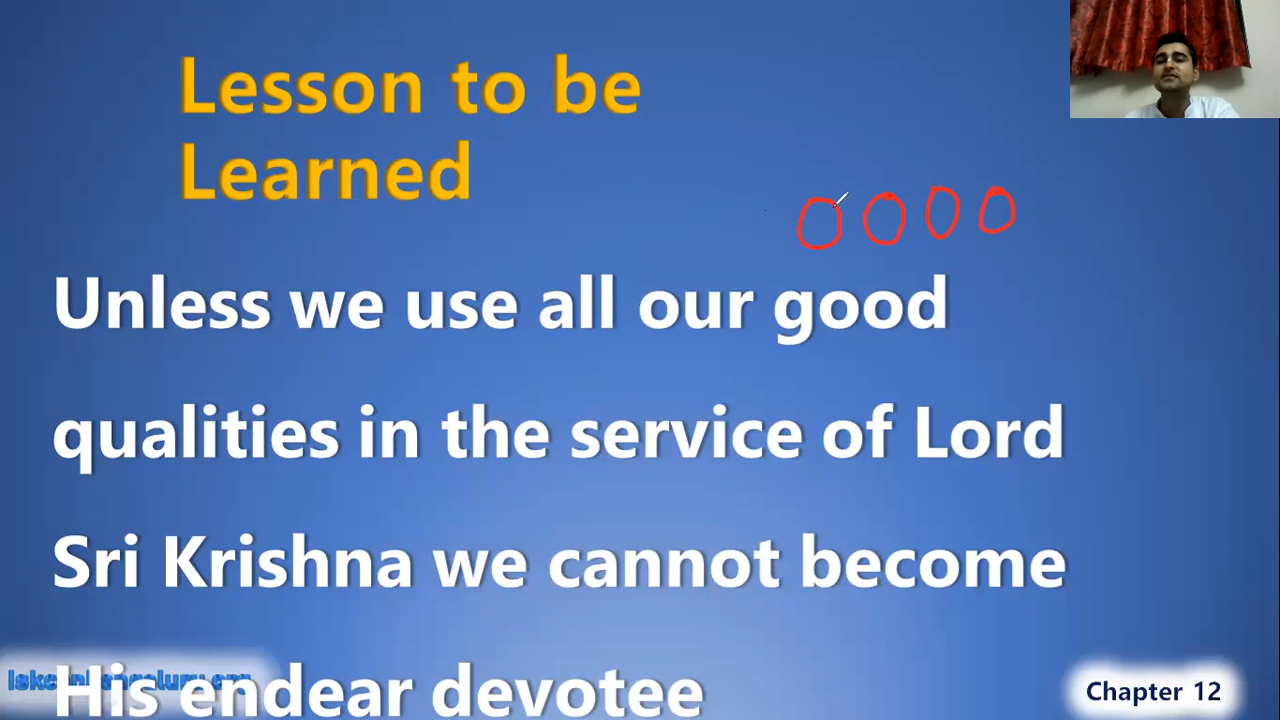 Lesson to be
Learned
0000
Unless we use all our good
qualities in the service of Lord
Sri Krishna we cannot become
His endear devotee
Chapter 12